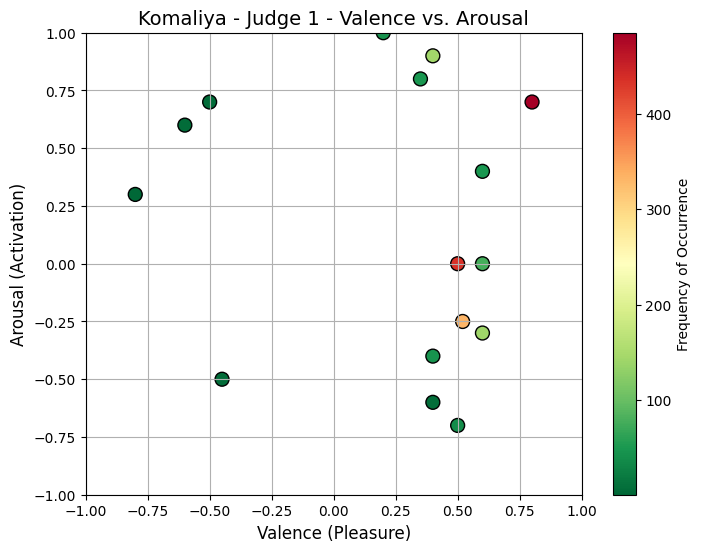 Komaliya - Judge 1 - Valence vs. Arousal
1.00
0.75
0.50
0.25
0.00
−0.25
−0.50
−0.75
−1.00
Arousal (Activation)
−1.00 −0.75 −0.50 −0.25 0.00 0.25 0.50 0.75 1.00
Valence (Pleasure)
400
300
200
100
Frequency of Occurrence